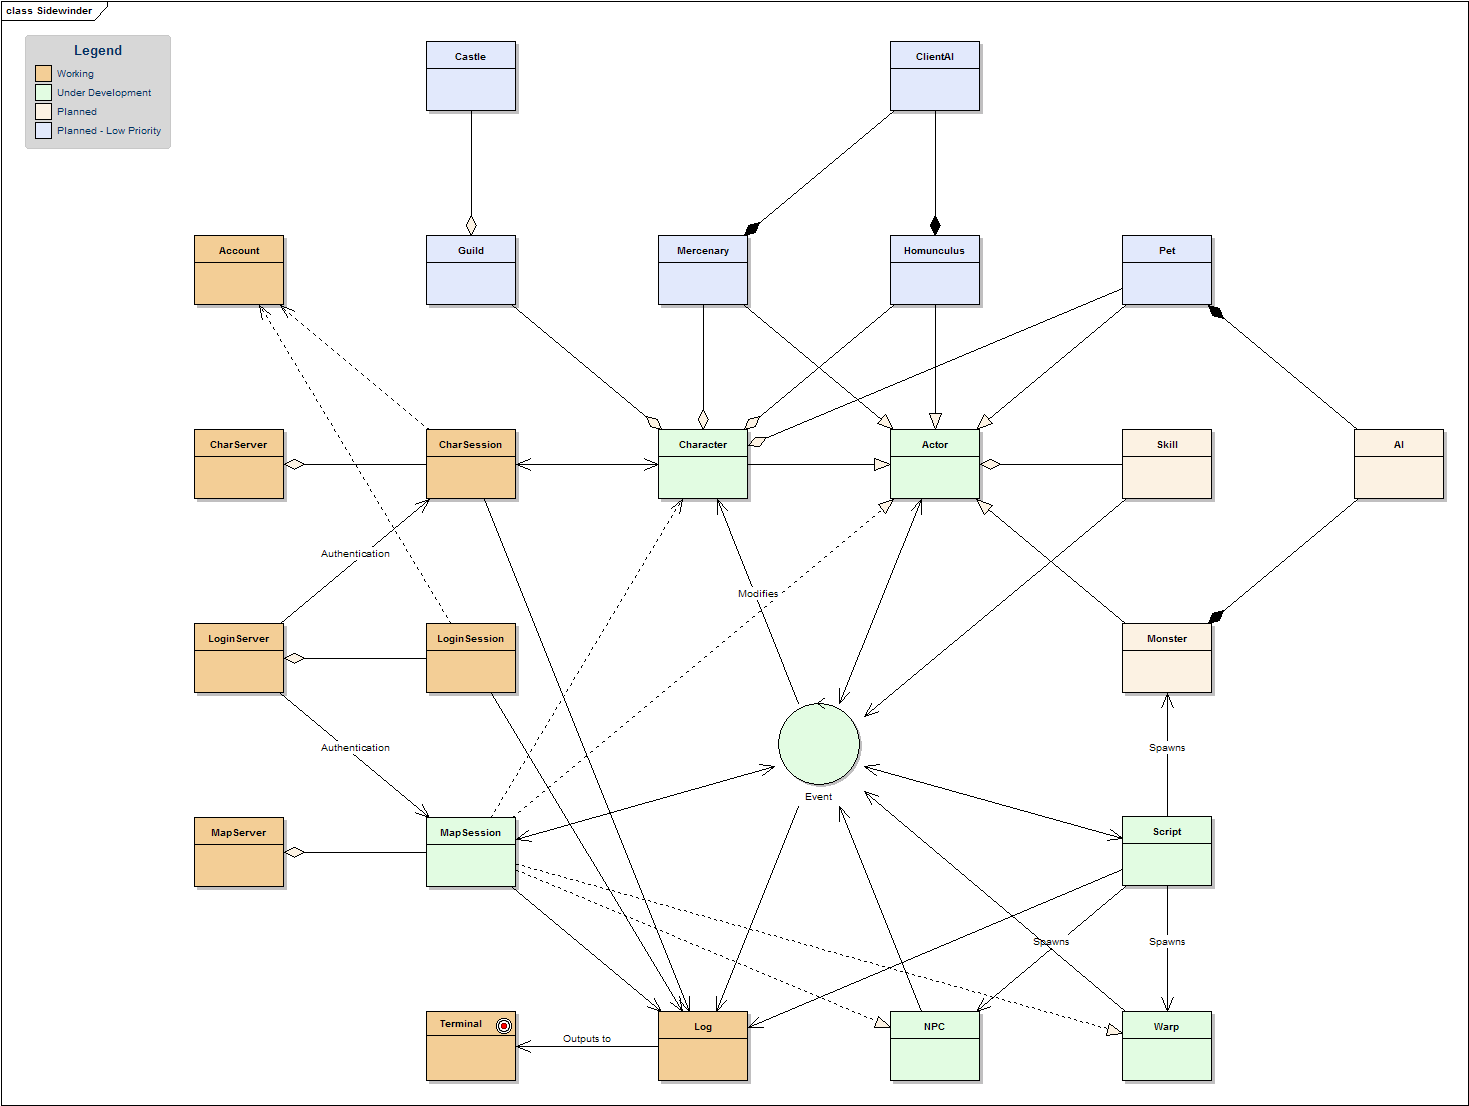 class Sidewinder
Legend
Working
Under Development
Planned
Planned - Low Priority
Castle
ClientAI
Account
Guild
Mercenary
Homunculus
Pet
CharServer
CharSession
Character
Actor
Skill
AI
Authentication
Modifies
LoginServer
LoginSession
Monster
Authentication
Spawns
Event
MapServer
MapSession
Script
Spawns
Spawns
Terminal
Outputs to
Log
NPC
Warp